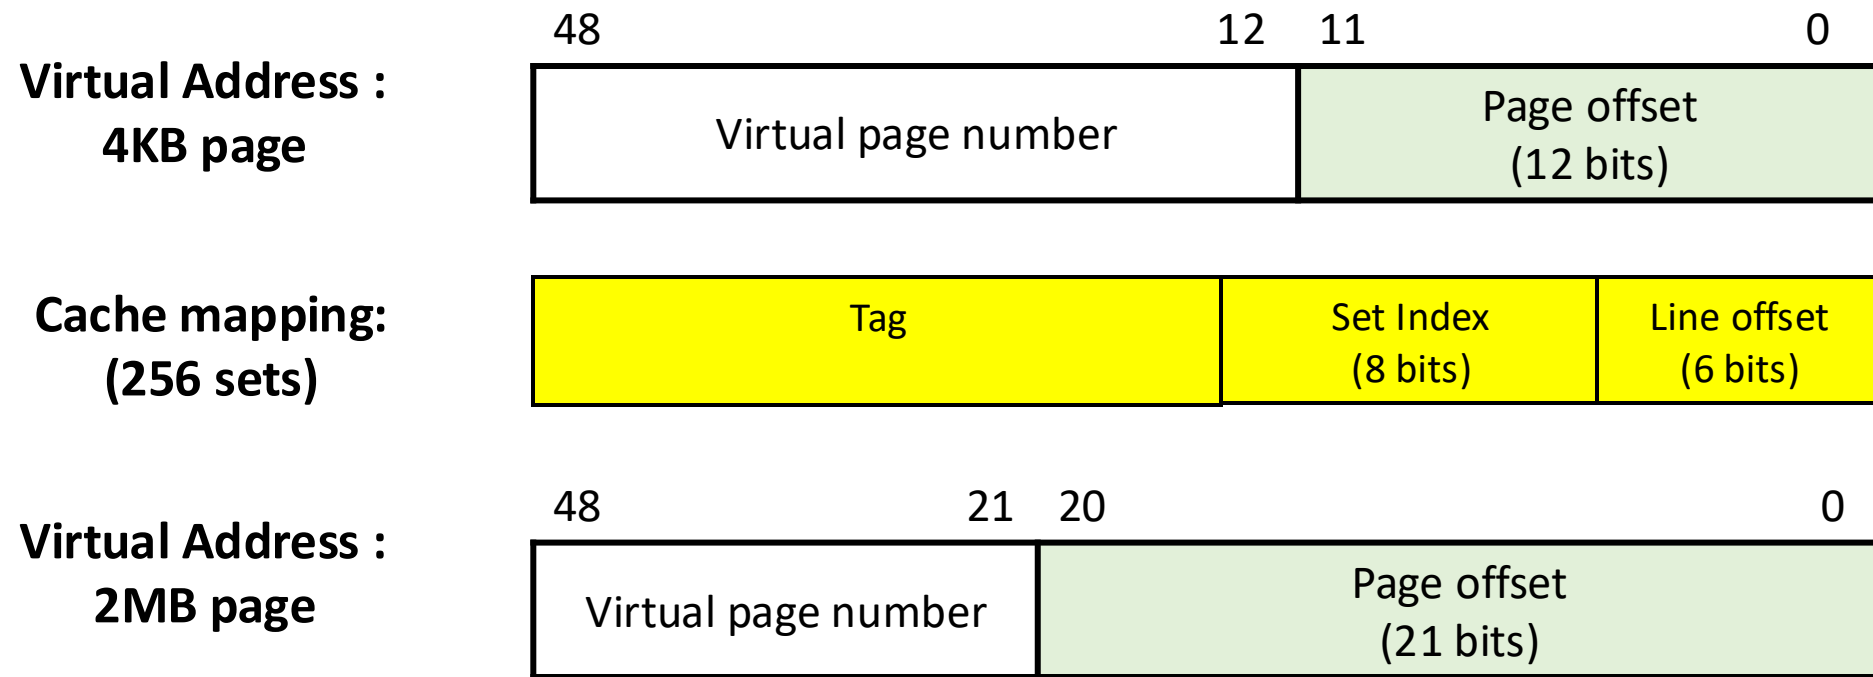 48 12 11 0
Virtual Address :
4KB page
Virtual page number
Page offset
(12 bits)
Cache mapping:
(256 sets)
Tag
Set Index
(8 bits)
Line offset
(6 bits)
48 21 20 0
Virtual Address :
2MB page
Virtual page number
Page offset
(21 bits)